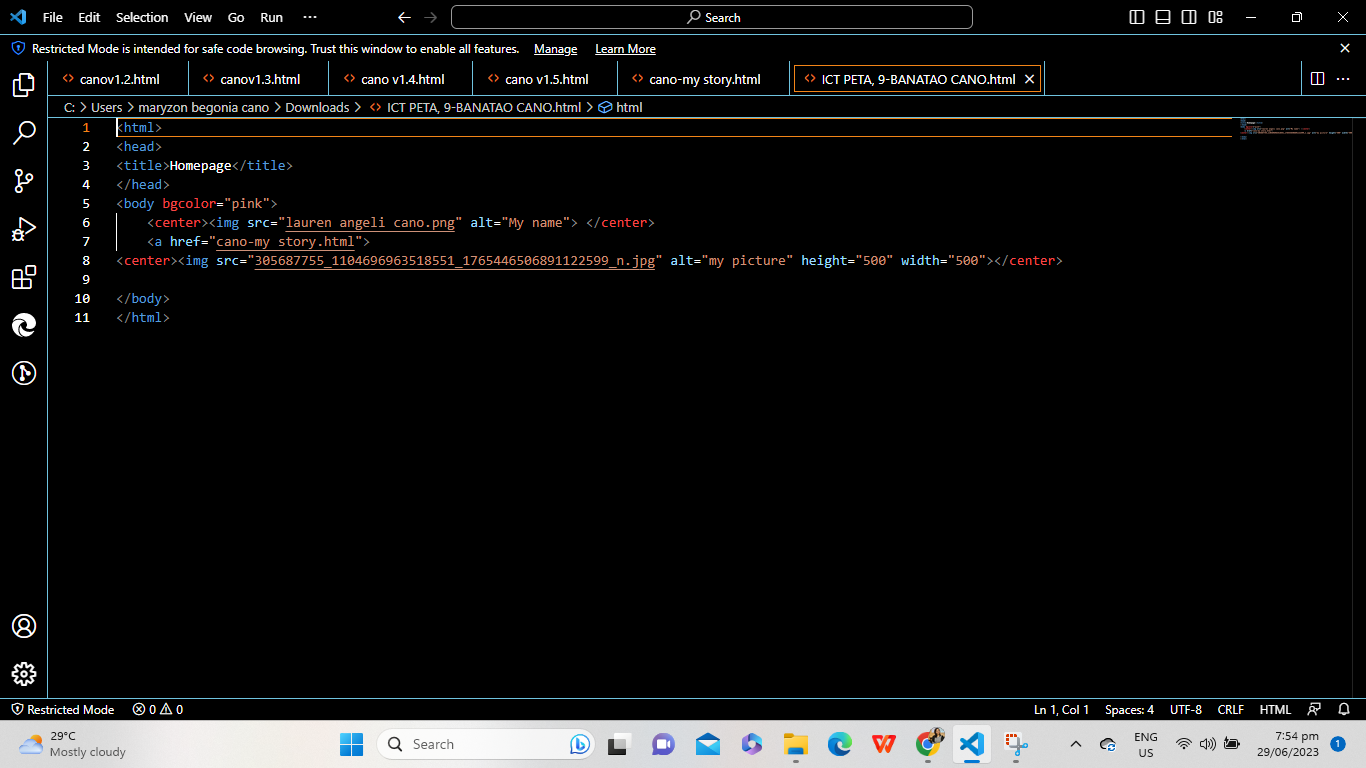 File Edit Selection View Go Run ··· Search
Restricted Mode is intended for safe code browsing. Trust this window to enable all features. Manage Learn More
canov1.2.html canov1.3.html cano v1.4.html cano v1.5.html cano-my story.html ICT PETA, 9-BANATAO CANO.html
C: > Users > maryzon begonia cano > Downloads > ICT PETA, 9-BANATAO CANO.html > html
1 <html>
2 <head>
3 <title>Homepage</title>
4 </head>
5 <body bgcolor="pink">
6 <center><img src="lauren angeli cano.png" alt="My name"> </center>
7 <a href="cano-my story.html">
8 <center><img src="305687755_1104696963518551_1765446506891122599_n.jpg" alt="my picture" height="500" width="500"></center>
9
10 </body>
11 </html>
Restricted Mode 0 0 Ln 1, Col 1 Spaces: 4 UTF-8 CRLF HTML
29°C
Mostly cloudy
Search
ENG
US
7:54 pm
29/06/2023
1